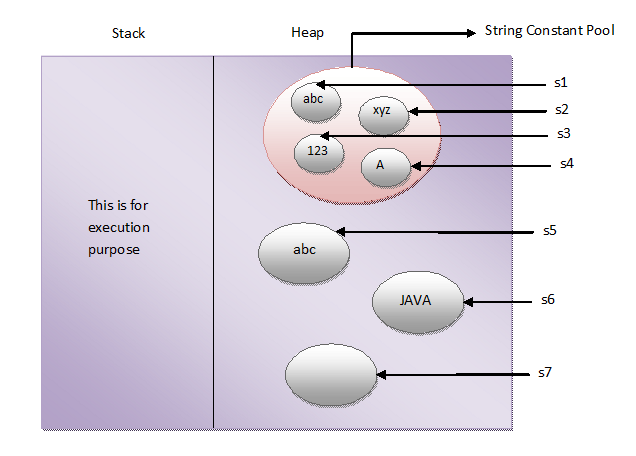 Stack
Heap
String Constant Pool
abc
xyz
123
A
s1
s2
s3
s4
This is for
execution
purpose
abc
s5
JAVA
s6
s7